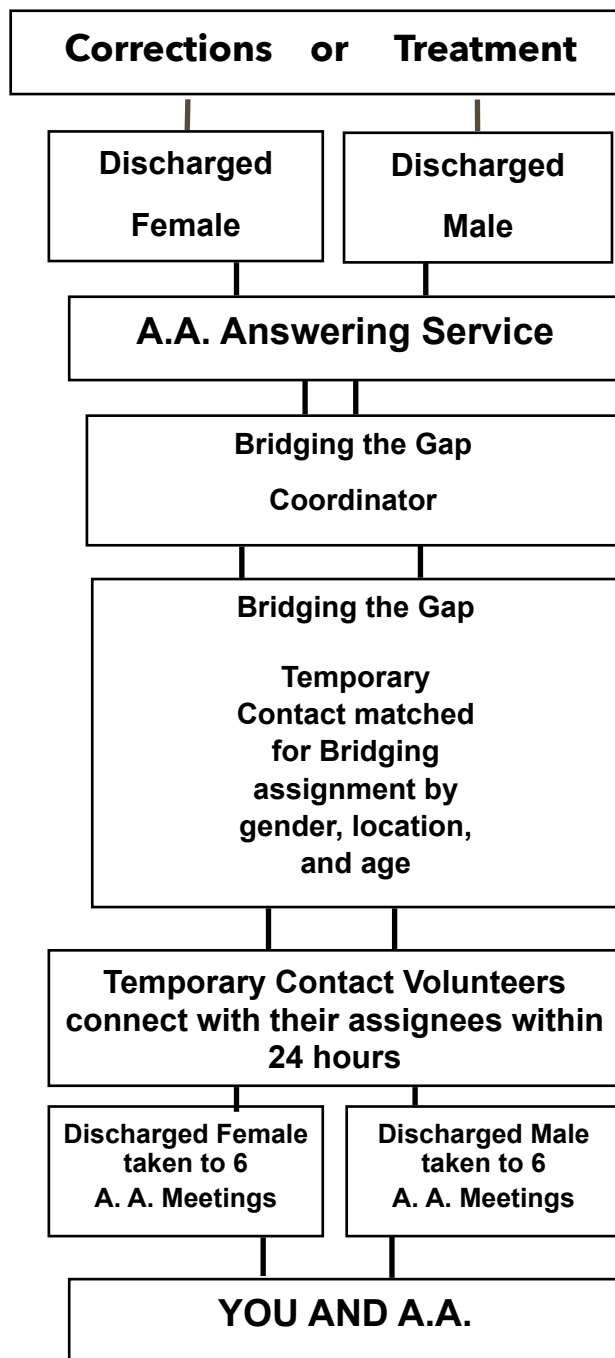 Corrections or Treatment
Discharged
Female
Discharged
Male
A.A. Answering Service
Bridging the Gap
Coordinator
Bridging the Gap
Temporary
Contact matched
for Bridging
assignment by
gender, location,
and age
Temporary Contact Volunteers
connect with their assignees within
24 hours
Discharged Female
taken to 6
A. A. Meetings
Discharged Male
taken to 6
A. A. Meetings
YOU AND A.A.